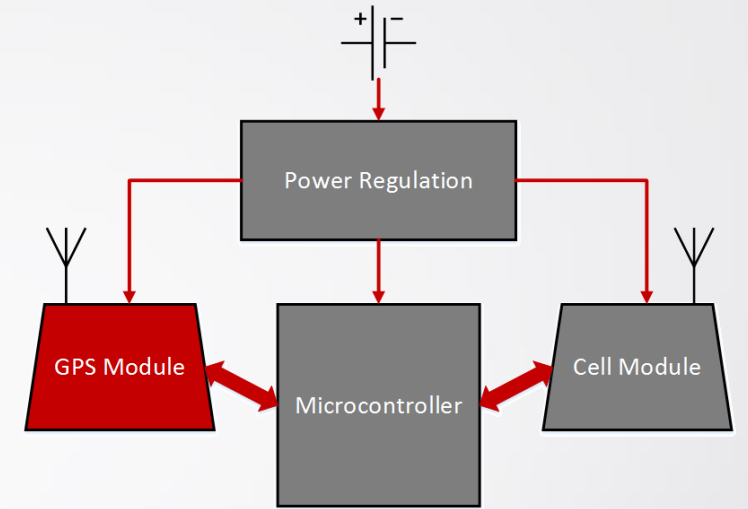 + −
Power Regulation
GPS Module
Cell Module
Microcontroller